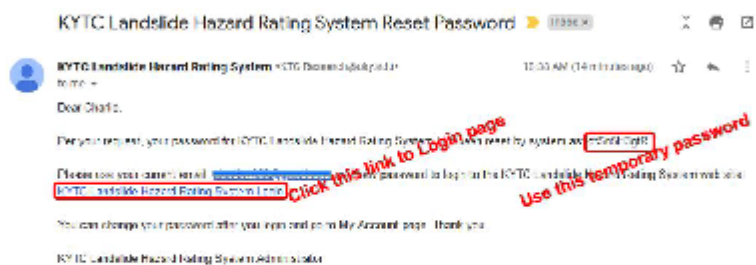 KYTC Landslide Hazard Rating System Reset Password Inbox x
KYTC Landslide Hazard Rating System 10:36 AM (14 minutes ago)
to me
Dear Charlie,
Per your request, your password for KYTC Landslide Hazard Rating System been reset by system as
Please use your current email password to login to the KYTC Landslide Hazard Rating System web site
KYTC Landslide Hazard Rating System Login
Click this link to Login page
Use this temporary password
You can change your password after you login and go to My Account page. Thank you
KYTC Landslide Hazard Rating System Administrator